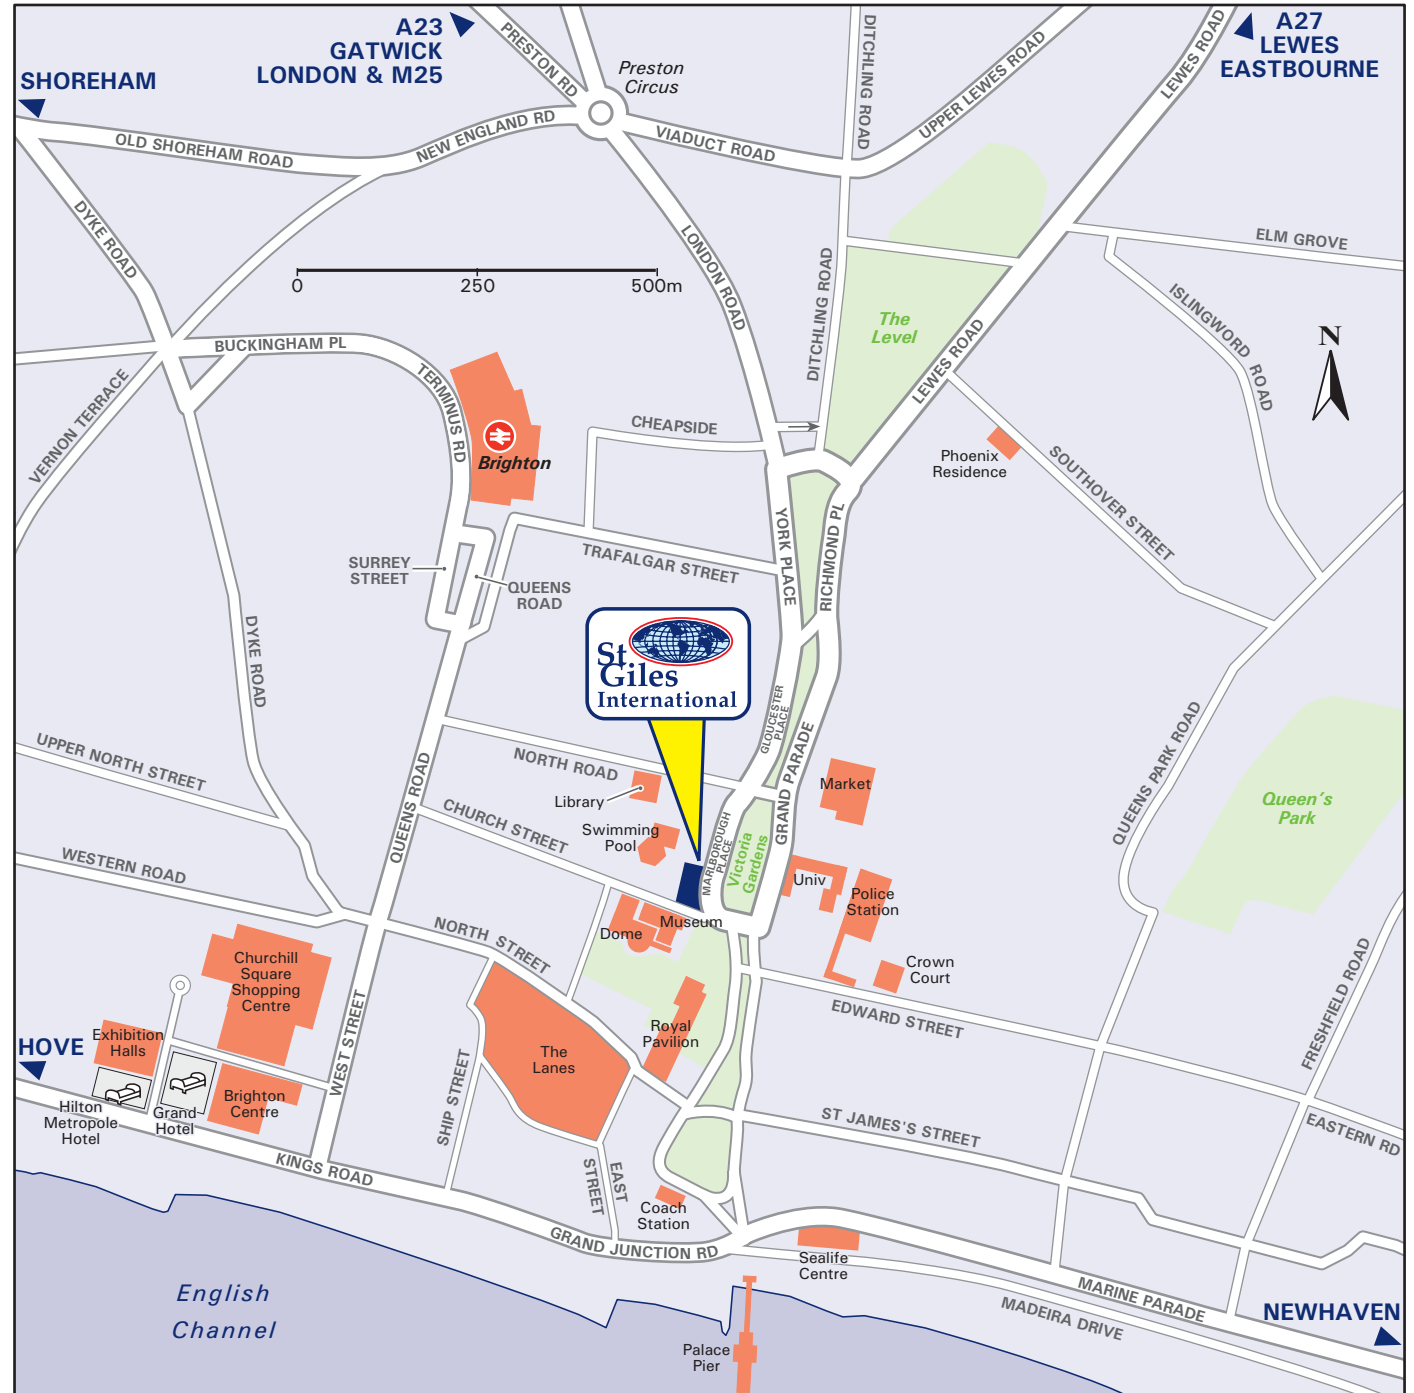 A23
GATWICK
LONDON & M25
SHOREHAM
A27
LEWES
EASTBOURNE
PRESTON RD
Preston
Circus
DITCHLING ROAD
UPPER LEWES ROAD
LEWES ROAD
OLD SHOREHAM ROAD
NEW ENGLAND RD
VIADUCT ROAD
DYKE ROAD
LONDON ROAD
ELM GROVE
0
250
500m
DITCHLING ROAD
The
Level
ISLINGWORD ROAD
N
BUCKINGHAM PL
TERMINUS RD
VERNON TERRACE
LEWES ROAD
CHEAPSIDE
Brighton
Phoenix
Residence
SOUTHOVER STREET
YORK PLACE
RICHMOND PL
TRAFALGAR STREET
SURREY
STREET
QUEENS
ROAD
St
Giles
International
DYKE ROAD
GLOUCESTER
PLACE
GRAND PARADE
UPPER NORTH STREET
QUEENS ROAD
NORTH ROAD
Library
Market
QUEENS PARK ROAD
Queen's
Park
CHURCH STREET
Swimming
Pool
MARLBOROUGH
PLACE
Victoria
Gardens
WESTERN ROAD
Univ
Police
Station
NORTH STREET
Dome
Museum
Churchill
Square
Shopping
Centre
Crown
Court
EDWARD STREET
FRESHFIELD ROAD
WEST STREET
Royal
Pavilion
HOVE
Exhibition
Halls
The
Lanes
SHIP STREET
Brighton
Centre
Hilton
Metropole
Hotel
Grand
Hotel
ST JAMES'S STREET
EASTERN RD
KINGS ROAD
EAST
STREET
Coach
Station
GRAND JUNCTION RD
Sealife
Centre
English
Channel
MARINE PARADE
MADEIRA DRIVE
NEWHAVEN
Palace
Pier